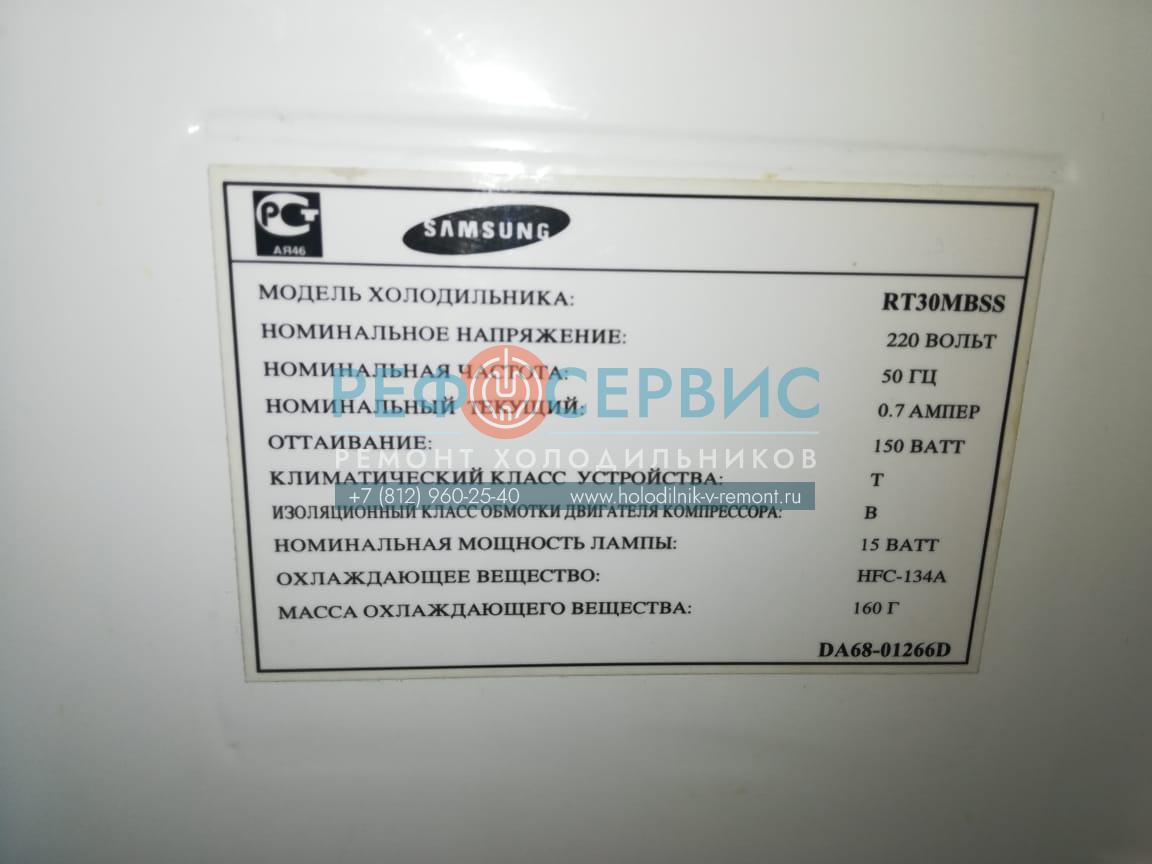 РСТ
АЯ46
SAMSUNG
МОДЕЛЬ ХОЛОДИЛЬНИКА: RT30MBSS
НОМИНАЛЬНОЕ НАПРЯЖЕНИЕ: 220 ВОЛЬТ
НОМИНАЛЬНАЯ ЧАСТОТА: 50 ГЦ
РЕФОСЕРВИС
НОМИНАЛЬНЫЙ ТЕКУЩИЙ: 0.7 АМПЕР
ОТТАИВАНИЕ: 150 ВАТТ
РЕМОНТ ХОЛОДИЛЬНИКОВ
КЛИМАТИЧЕСКИЙ КЛАСС УСТРОЙСТВА: Т
+7 (812) 960-25-40 www.holodilnik-v-remont.ru
ИЗОЛЯЦИОННЫЙ КЛАСС ОБМОТКИ ДВИГАТЕЛЯ КОМПРЕССОРА: В
НОМИНАЛЬНАЯ МОЩНОСТЬ ЛАМПЫ: 15 ВАТТ
ОХЛАЖДАЮЩЕЕ ВЕЩЕСТВО: HFC-134A
МАССА ОХЛАЖДАЮЩЕГО ВЕЩЕСТВА: 160 Г
DA68-01266D